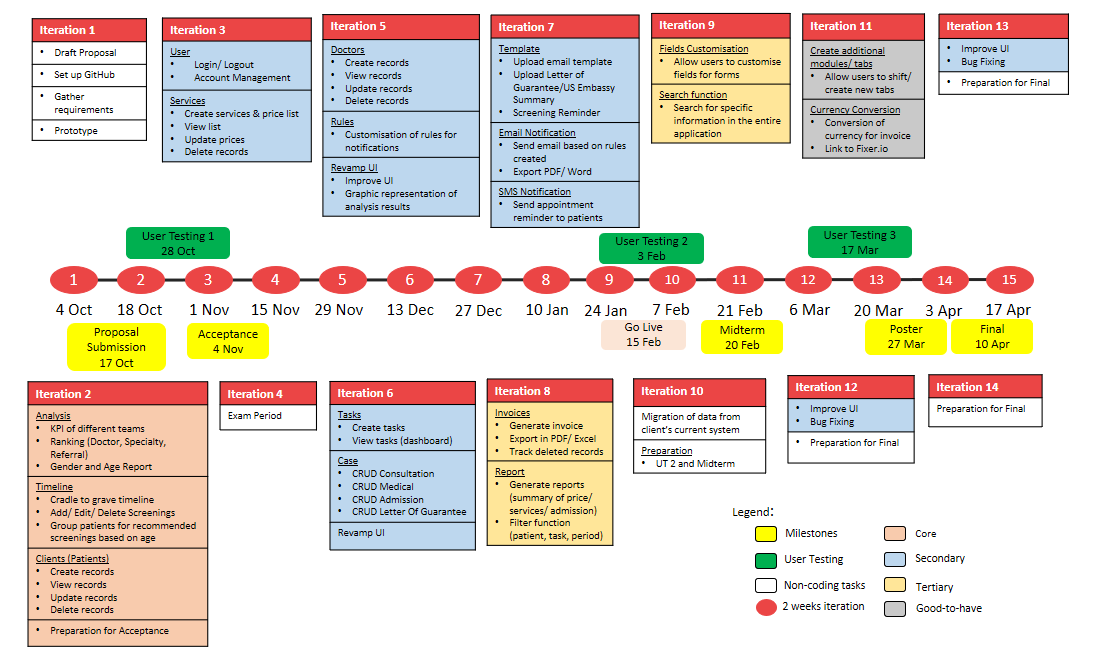 Iteration 1
• Draft Proposal
• Set up GitHub
• Gather
requirements
• Prototype
Iteration 3
User
• Login/ Logout
• Account Management
Services
• Create services & price list
• View list
• Update prices
• Delete records
Iteration 5
Doctors
• Create records
• View records
• Update records
• Delete records
Rules
• Customisation of rules for
notifications
Revamp UI
• Improve UI
• Graphic representation of
analysis results
Iteration 7
Template
• Upload email template
• Upload Letter of
Guarantee/US Embassy
Summary
• Screening Reminder
Email Notification
• Send email based on rules
created
• Export PDF/ Word
SMS Notification
• Send appointment
reminder to patients
Iteration 9
Fields Customisation
• Allow users to customise
fields for forms
Search function
• Search for specific
information in the entire
application
Iteration 11
Create additional
modules/ tabs
• Allow users to shift/
create new tabs
Currency Conversion
• Conversion of
currency for invoice
• Link to Fixer.io
Iteration 13
• Improve UI
• Bug Fixing
• Preparation for Final
User Testing 1
28 Oct
User Testing 2
3 Feb
User Testing 3
17 Mar
1 2 3 4 5 6 7 8 9 10 11 12 13 14 15
4 Oct 18 Oct 1 Nov 15 Nov 29 Nov 13 Dec 27 Dec 10 Jan 24 Jan 7 Feb 21 Feb 6 Mar 20 Mar 3 Apr 17 Apr
Proposal
Submission
17 Oct
Acceptance
4 Nov
Go Live
15 Feb
Midterm
20 Feb
Poster
27 Mar
Final
10 Apr
Iteration 2
Analysis
• KPI of different teams
• Ranking (Doctor, Specialty,
Referral)
• Gender and Age Report
Timeline
• Cradle to grave timeline
• Add/ Edit/ Delete Screenings
• Group patients for recommended
screenings based on age
Clients (Patients)
• Create records
• View records
• Update records
• Delete records
• Preparation for Acceptance
Iteration 4
Exam Period
Iteration 6
Tasks
• Create tasks
• View tasks (dashboard)
Case
• CRUD Consultation
• CRUD Medical
• CRUD Admission
• CRUD Letter Of Guarantee
Revamp UI
Iteration 8
Invoices
• Generate invoice
• Export in PDF/ Excel
• Track deleted records
Report
• Generate reports
(summary of price/
services/ admission)
• Filter function
(patient, task, period)
Iteration 10
Migration of data from
client's current system
Preparation
• UT 2 and Midterm
Iteration 12
• Improve UI
• Bug Fixing
• Preparation for Final
Iteration 14
Preparation for Final
Legend:
Milestones
User Testing
Non-coding tasks
2 weeks iteration
Core
Secondary
Tertiary
Good-to-have